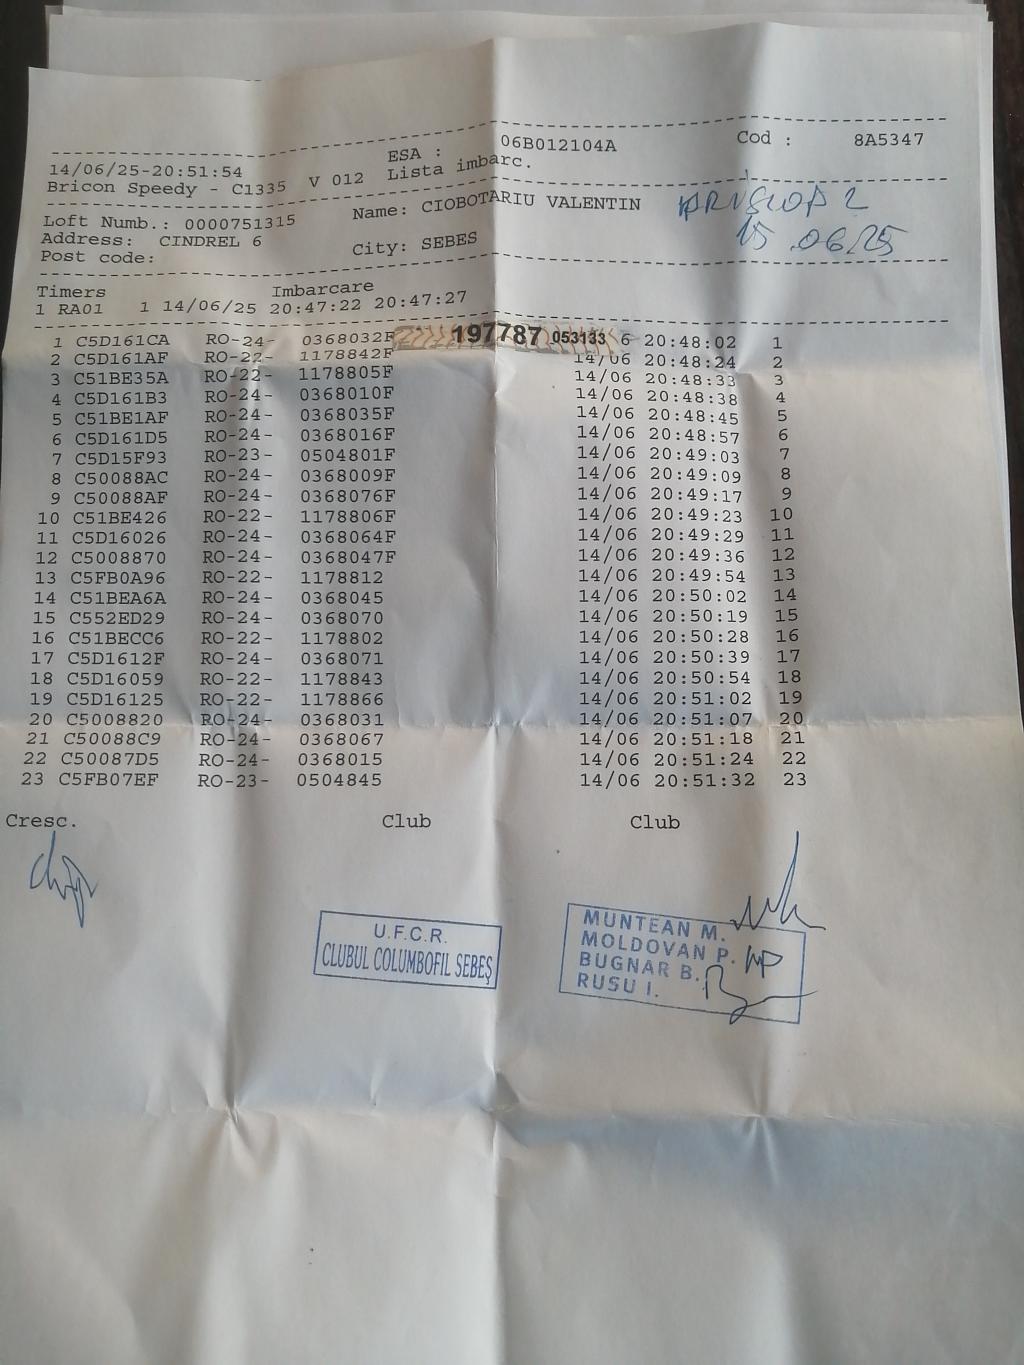 ESA : 06B012104A Cod : 8A5347
14/06/25-20:51:54 Lista imbarc.
Bricon Speedy - C1335 V 012
Loft Numb.: 0000751315 Name: CIOBOTARIU VALENTIN
Address: CINDREL 6 City: SEBES
Post code:
15.06.25
Timers Imbarcare
1 RA01 1 14/06/25 20:47:22 20:47:27
1 C5D161CA RO-24- 0368032F 197787 053133 6 20:48:02 1
2 C5D161AF RO-22- 1178842F 14/06 20:48:24 2
3 C51BE35A RO-22- 1178805F 14/06 20:48:33 3
4 C5D161B3 RO-24- 0368010F 14/06 20:48:38 4
5 C51BE1AF RO-24- 0368035F 14/06 20:48:45 5
6 C5D161D5 RO-24- 0368016F 14/06 20:48:57 6
7 C5D15F93 RO-23- 0504801F 14/06 20:49:03 7
8 C50088AC RO-24- 0368009F 14/06 20:49:09 8
9 C50088AF RO-24- 0368076F 14/06 20:49:17 9
10 C51BE426 RO-22- 1178806F 14/06 20:49:23 10
11 C5D16026 RO-24- 0368064F 14/06 20:49:29 11
12 C5008870 RO-24- 0368047F 14/06 20:49:36 12
13 C5FB0A96 RO-22- 1178812 14/06 20:49:54 13
14 C51BEA6A RO-24- 0368045 14/06 20:50:02 14
15 C552ED29 RO-24- 0368070 14/06 20:50:19 15
16 C51BECC6 RO-22- 1178802 14/06 20:50:28 16
17 C5D1612F RO-24- 0368071 14/06 20:50:39 17
18 C5D16059 RO-22- 1178843 14/06 20:50:54 18
19 C5D16125 RO-22- 1178866 14/06 20:51:02 19
20 C5008820 RO-24- 0368031 14/06 20:51:07 20
21 C50088C9 RO-24- 0368067 14/06 20:51:18 21
22 C50087D5 RO-24- 0368015 14/06 20:51:24 22
23 C5FB07EF RO-23- 0504845 14/06 20:51:32 23
Cresc. Club Club
U.F.C.R.
CLUBUL COLUMBOFIL SEBEȘ
MUNTEAN M.
MOLDOVAN P.
BUGNAR B.
RUSU I.